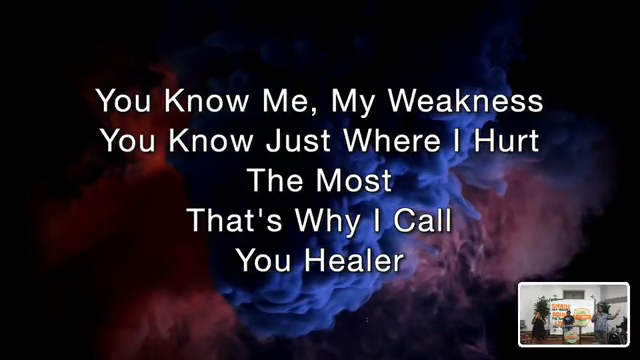 You Know Me, My Weakness
You Know Just Where I Hurt
The Most
That's Why I Call
You Healer